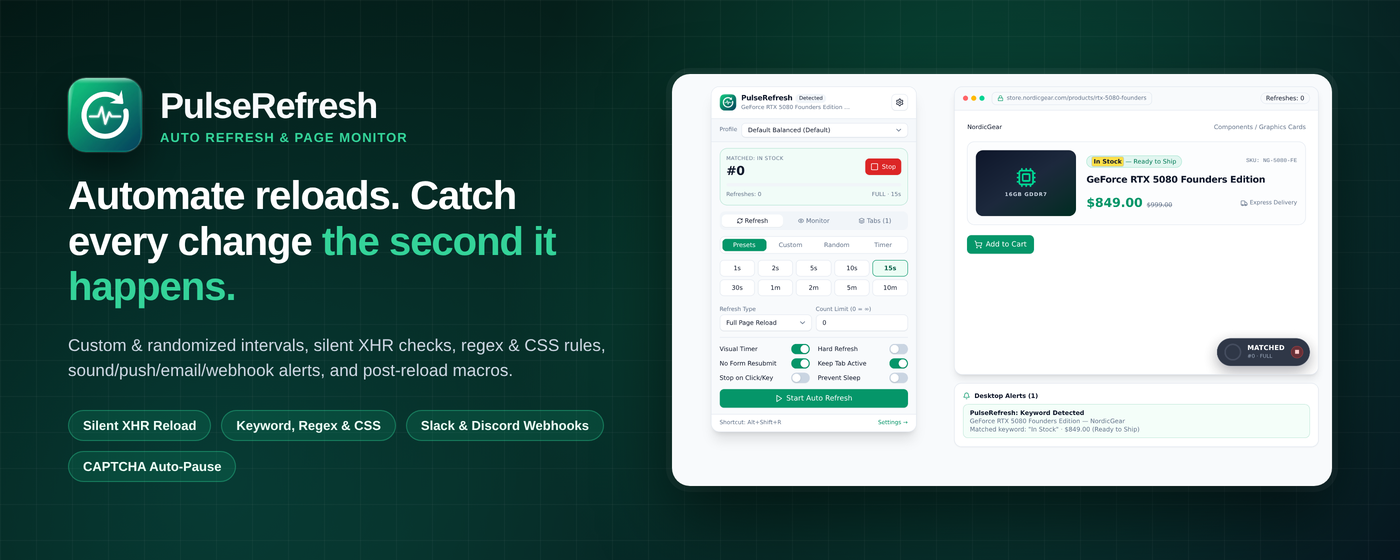 PulseRefresh
AUTO REFRESH & PAGE MONITOR
Automate reloads. Catch
every change the second it
happens.
Custom & randomized intervals, silent XHR checks, regex & CSS rules,
sound/push/email/webhook alerts, and post-reload macros.
Silent XHR Reload
Keyword, Regex & CSS
Slack & Discord Webhooks
CAPTCHA Auto-Pause
PulseRefresh Detected
GeForce RTX 5080 Founders Edition ...
Profile Default Balanced (Default)
MATCHED: IN STOCK
#0
Stop
Refreshes: 0 FULL · 15s
Refresh Monitor Tabs (1)
Presets Custom Random Timer
1s 2s 5s 10s 15s
30s 1m 2m 5m 10m
Refresh Type Count Limit (0 = ∞)
Full Page Reload 0
Visual Timer Hard Refresh
No Form Resubmit Keep Tab Active
Stop on Click/Key Prevent Sleep
Start Auto Refresh
Shortcut: Alt+Shift+R Settings →
store.nordicgear.com/products/rtx-5080-founders Refreshes: 0
NordicGear Components / Graphics Cards
16GB GDDR7
In Stock — Ready to Ship SKU: NG-5080-FE
GeForce RTX 5080 Founders Edition
$849.00 $999.00 Express Delivery
Add to Cart
MATCHED
#0 · FULL
Desktop Alerts (1)
PulseRefresh: Keyword Detected
GeForce RTX 5080 Founders Edition — NordicGear
Matched keyword: "In Stock" · $849.00 (Ready to Ship)